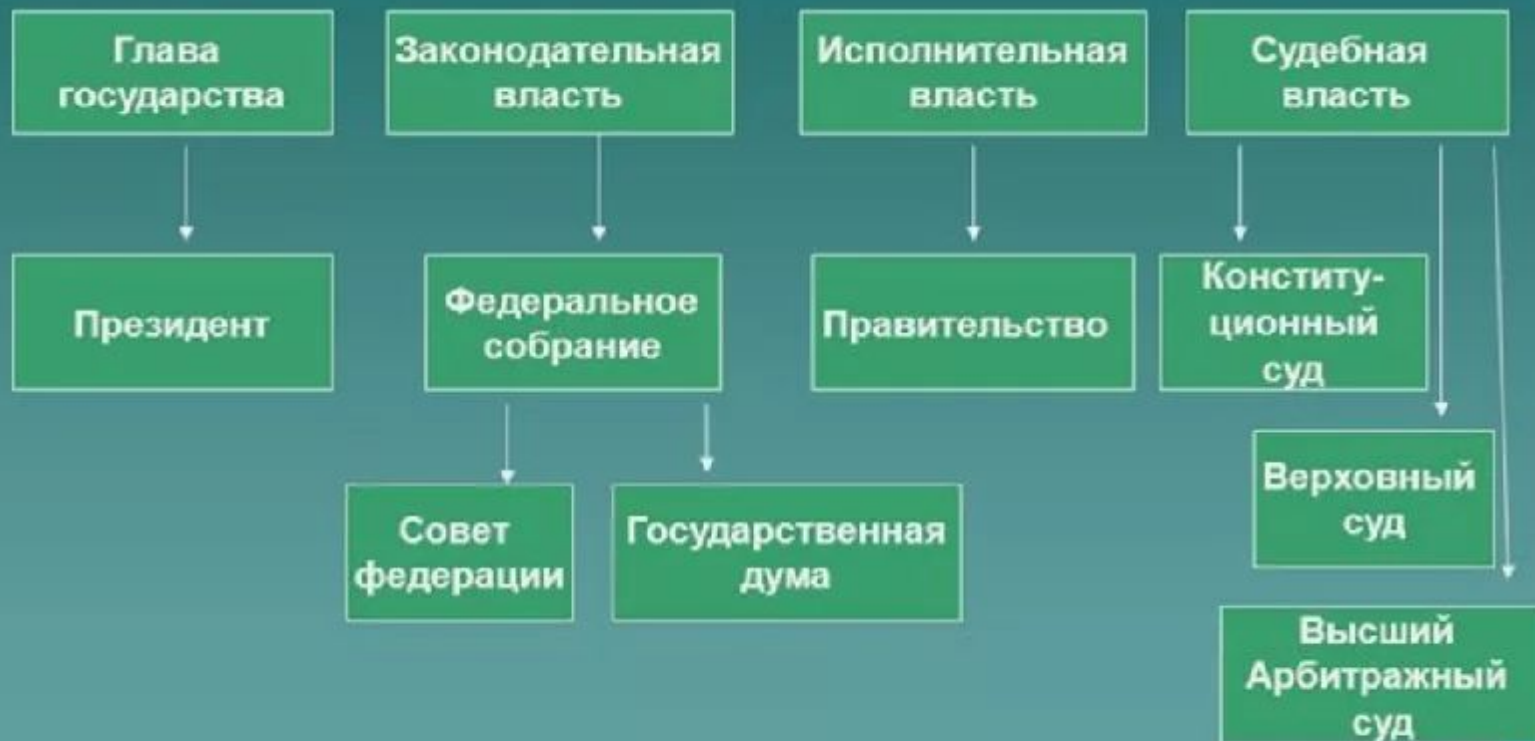 Глава
государства
Законодательная
власть
Исполнительная
власть
Судебная
власть
Президент
Федеральное
собрание
Правительство
Конститу-
ционный
суд
Верховный
суд
Совет
федерации
Государственная
дума
Высший
Арбитражный
суд